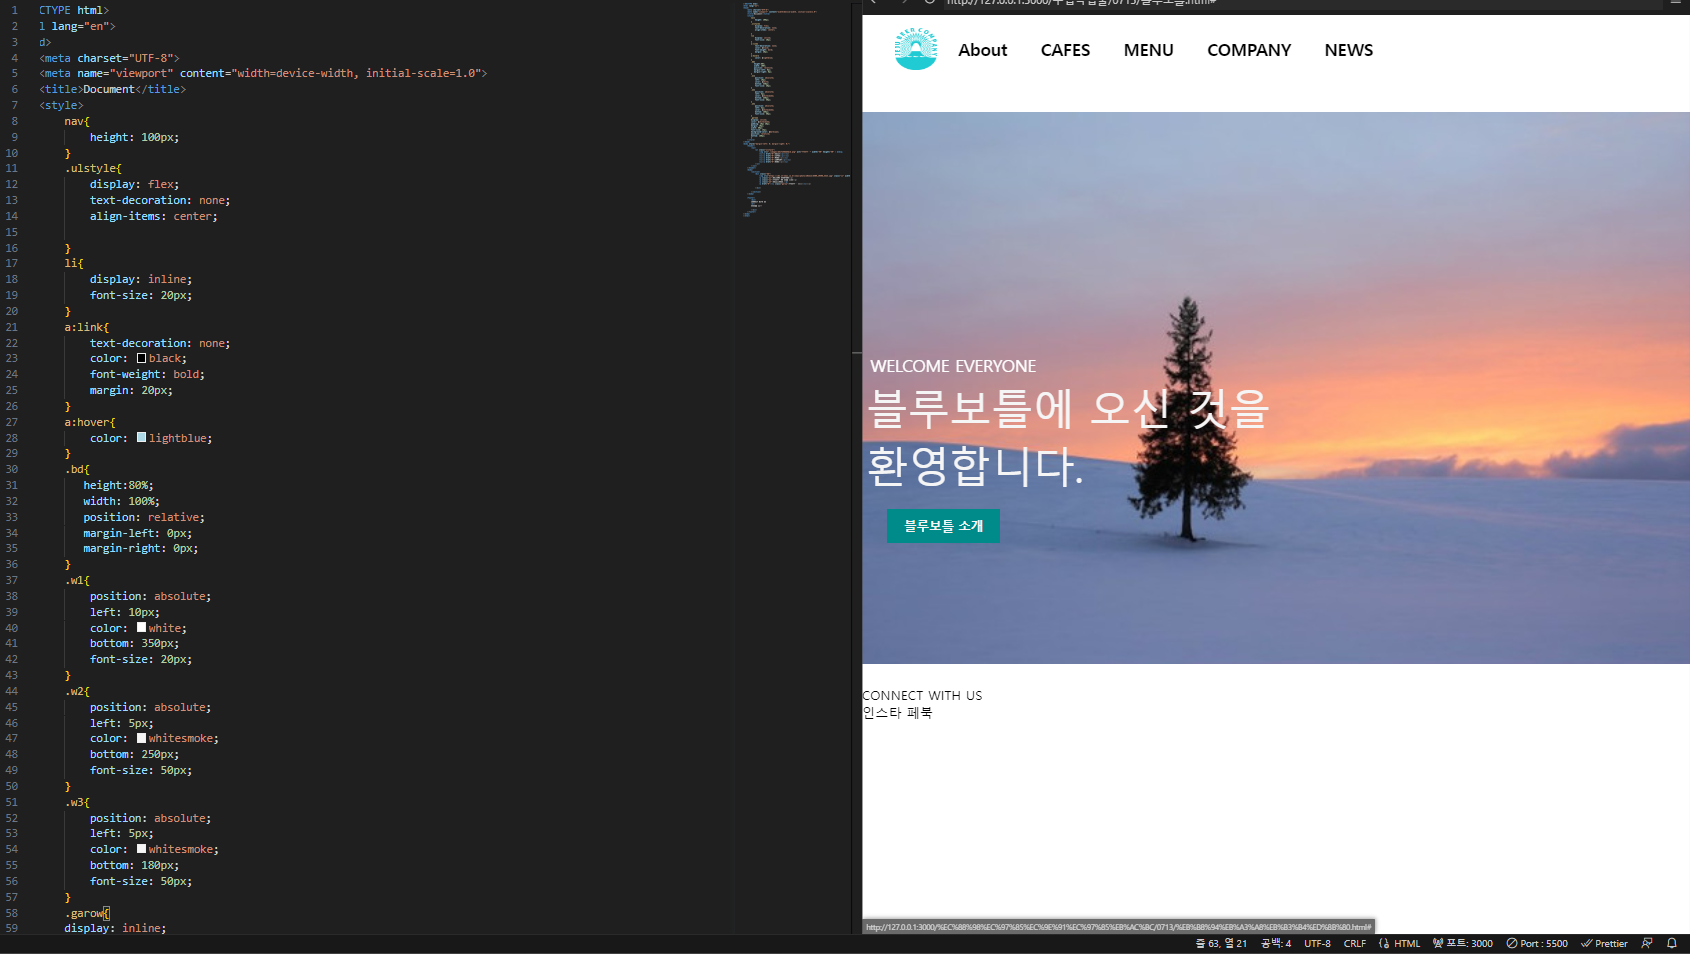 1 CTYPE html>
2 l lang="en">
3 d>
4 <meta charset="UTF-8">
5 <meta name="viewport" content="width=device-width, initial-scale=1.0">
6 <title>Document</title>
7 <style>
8 nav{
9 height: 100px;
10 }
11 .ulstyle{
12 display: flex;
13 text-decoration: none;
14 align-items: center;
15
16 }
17 li{
18 display: inline;
19 font-size: 20px;
20 }
21 a:link{
22 text-decoration: none;
23 color: black;
24 font-weight: bold;
25 margin: 20px;
26 }
27 a:hover{
28 color: lightblue;
29 }
30 .bd{
31 height:80%;
32 width: 100%;
33 position: relative;
34 margin-left: 0px;
35 margin-right: 0px;
36 }
37 .w1{
38 position: absolute;
39 left: 10px;
40 color: white;
41 bottom: 350px;
42 font-size: 20px;
43 }
44 .w2{
45 position: absolute;
46 left: 5px;
47 color: whitesmoke;
48 bottom: 250px;
49 font-size: 50px;
50 }
51 .w3{
52 position: absolute;
53 left: 5px;
54 color: whitesmoke;
55 bottom: 180px;
56 font-size: 50px;
57 }
58 .garow{
59 display: inline;
About CAFES MENU COMPANY NEWS
WELCOME EVERYONE
블루보틀에 오신 것을
환영합니다.
블루보틀 소개
CONNECT WITH US
인스타 페북
줄 63, 열 21 공백: 4 UTF-8 CRLF {} HTML 포트: 3000 Port : 5500 Prettier